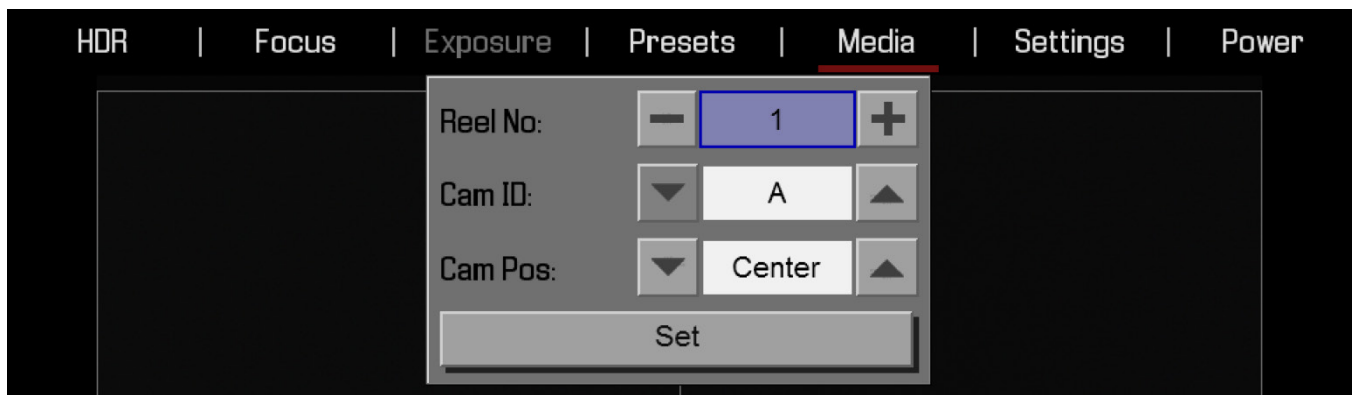 HDR | Focus | Exposure | Presets | Media | Settings | Power
Reel No: 1
Cam ID: A
Cam Pos: Center
Set